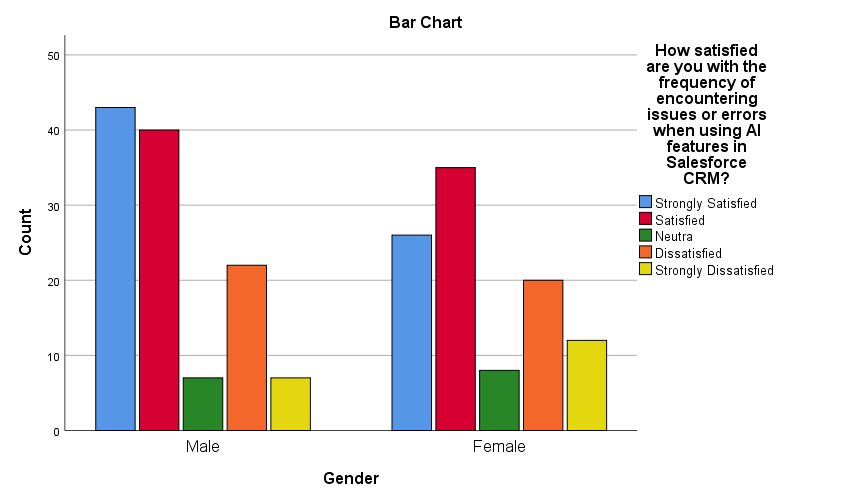 Bar Chart
50
40
30
20
10
0
Count
Male
Female
Gender
How satisfied
are you with the
frequency of
encountering
issues or errors
when using AI
features in
Salesforce
CRM?
Strongly Satisfied
Satisfied
Neutra
Dissatisfied
Strongly Dissatisfied